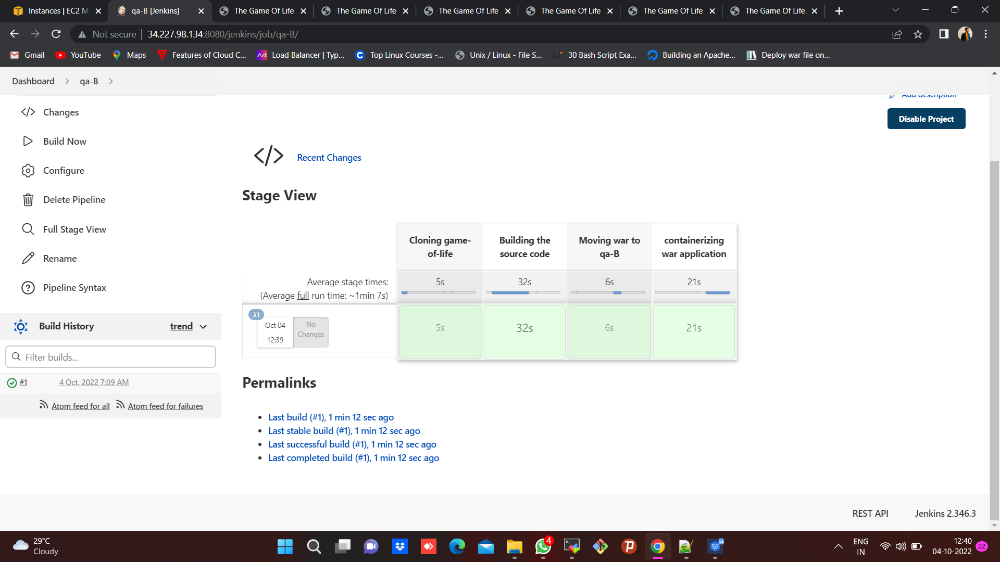 Instances | EC2 M
qa-B [Jenkins]
The Game Of Life
The Game Of Life
The Game Of Life
The Game Of Life
The Game Of Life
The Game Of Life
Not secure
34.227.98.134:8080/jenkins/job/qa-B/
Gmail
YouTube
Maps
Features of Cloud C...
Load Balancer | Typ...
Top Linux Courses -...
Unix / Linux - File S...
30 Bash Script Exa...
Building an Apache...
Deploy war file on...
Dashboard
qa-B
Add description
Disable Project
Changes
Build Now
Configure
Delete Pipeline
Full Stage View
Rename
Pipeline Syntax
Build History
trend
Filter builds...
#1
4 Oct, 2022 7:09 AM
Atom feed for all
Atom feed for failures
Recent Changes
Stage View
Cloning game-
of-life
Building the
source code
Moving war to
qa-B
containerizing
war application
Average stage times:
(Average full run time: ~1min 7s)
5s
32s
6s
21s
#1
Oct 04
12:39
No
Changes
5s
32s
6s
21s
Permalinks
Last build (#1), 1 min 12 sec ago
Last stable build (#1), 1 min 12 sec ago
Last successful build (#1), 1 min 12 sec ago
Last completed build (#1), 1 min 12 sec ago
REST API
Jenkins 2.346.3
29°C
Cloudy
4
ENG
IN
12:40
04-10-2022
22